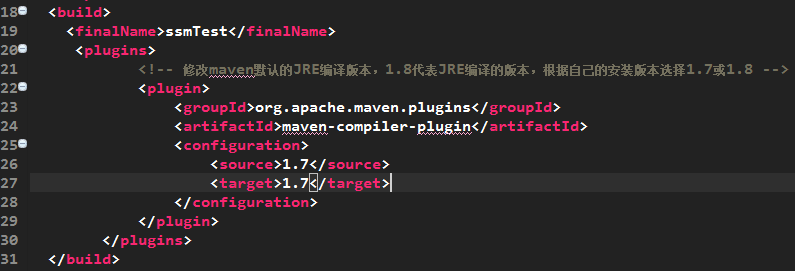 18 <build>
19 <finalName>ssmTest</finalName>
20 <plugins>
21 <!-- 修改maven默认的JRE编译版本，1.8代表JRE编译的版本，根据自己的安装版本选择1.7或1.8 -->
22 <plugin>
23 <groupId>org.apache.maven.plugins</groupId>
24 <artifactId>maven-compiler-plugin</artifactId>
25 <configuration>
26 <source>1.7</source>
27 <target>1.7</target>
28 </configuration>
29 </plugin>
30 </plugins>
31 </build>